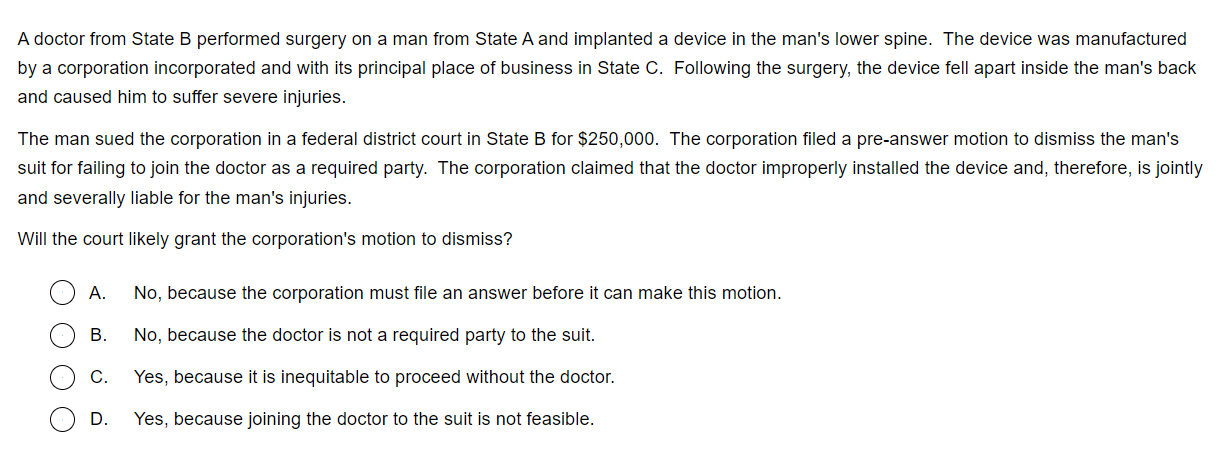 A doctor from State B performed surgery on a man from State A and implanted a device in the man's lower spine.  The device was manufactured
by a corporation incorporated and with its principal place of business in State C.  Following the surgery, the device fell apart inside the man's back
and caused him to suffer severe injuries.
The man sued the corporation in a federal district court in State B for $250,000.  The corporation filed a pre-answer motion to dismiss the man's
suit for failing to join the doctor as a required party.  The corporation claimed that the doctor improperly installed the device and, therefore, is jointly
and severally liable for the man's injuries.
Will the court likely grant the corporation's motion to dismiss?
A. No, because the corporation must file an answer before it can make this motion.
B. No, because the doctor is not a required party to the suit.
C. Yes, because it is inequitable to proceed without the doctor.
D. Yes, because joining the doctor to the suit is not feasible.